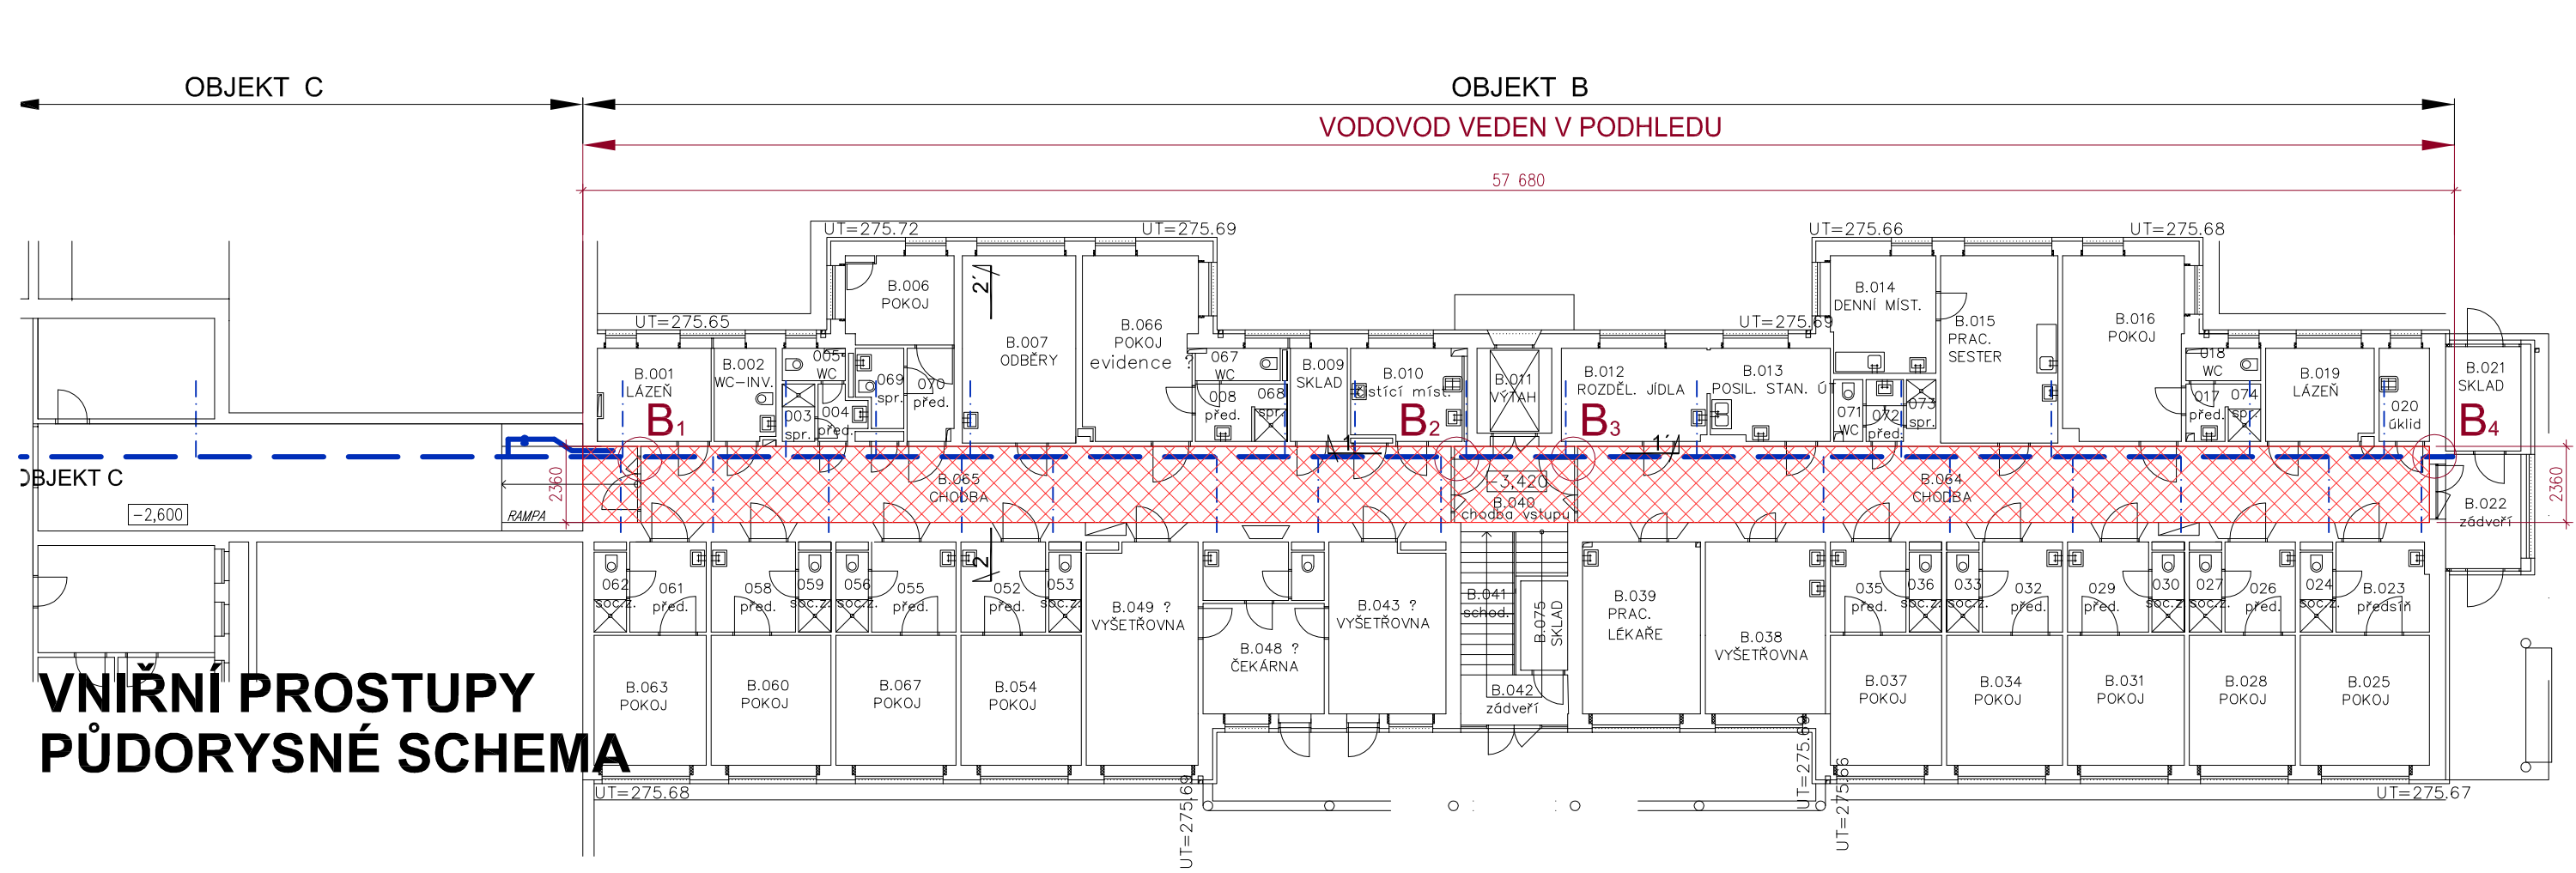 OBJEKT  C
OBJEKT  B
VODOVOD VEDEN V PODHLEDU
57 680
UT=275.72
UT=275.69
UT=275.66
UT=275.68
UT=275.65
UT=275.69
B.006
POKOJ
B.007
ODBĚRY
B.066
POKOJ
evidence ?
B.014
DENNÍ MÍST.
B.015
PRAC.
SESTER
B.016
POKOJ
B.001
LÁZEŇ
B.002
WC-INV.
005
WC
003
spr.
004
před.
069
spr.
070
před.
067
WC
008
před.
068
spr.
B.009
SKLAD
B.010
čistící míst.
B.011
VÝTAH
B.012
ROZDĚL. JÍDLA
B.013
POSIL. STAN. ÚT
071
WC
072
před.
073
spr.
018
WC
017
před.
074
spr.
B.019
LÁZEŇ
020
úklid
B.021
SKLAD
B1
B2
B3
B4
2'
1
1'
2
OBJEKT C
-2,600
RAMPA
2360
B.065
CHODBA
-3,420
B.040
chodba vstupu
B.064
CHODBA
2360
B.022
zádveří
062
soc.z.
061
před.
058
před.
059
soc.z.
056
soc.z.
055
před.
052
před.
053
soc.z.
B.049 ?
VYŠETŘOVNA
B.048 ?
ČEKÁRNA
B.043 ?
VYŠETŘOVNA
B.041
schod.
B.075
SKLAD
B.042
zádveří
B.039
PRAC.
LÉKAŘE
B.038
VYŠETŘOVNA
035
před.
036
soc.z.
033
soc.z.
032
před.
029
před.
030
soc.z.
027
soc.z.
026
před.
024
soc.z.
B.023
předsíň
B.063
POKOJ
B.060
POKOJ
B.067
POKOJ
B.054
POKOJ
B.037
POKOJ
B.034
POKOJ
B.031
POKOJ
B.028
POKOJ
B.025
POKOJ
VNIŘNÍ PROSTUPY
PŮDORYSNÉ SCHEMA
UT=275.68
UT=275.69
UT=275.69
UT=275.66
UT=275.67